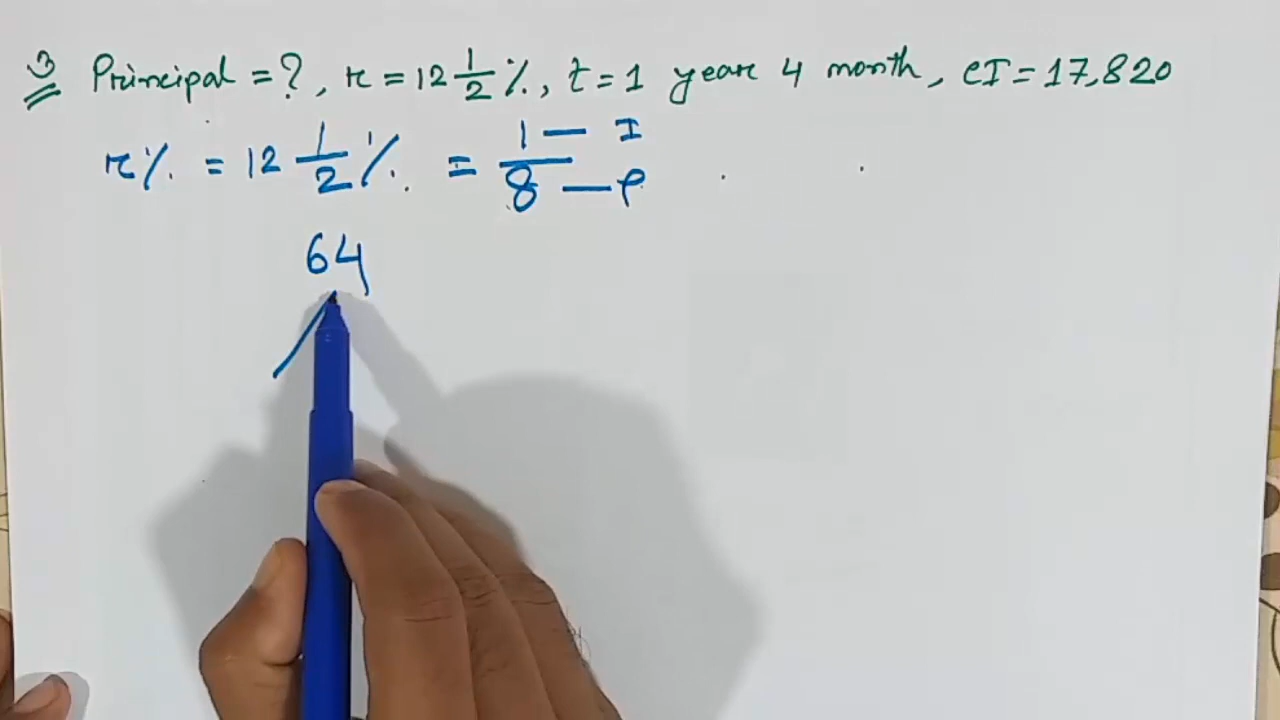 3 Principal = ?, r = 12 1/2 %, t = 1 year 4 month, CI = 17,820
r% = 12 1/2 % = 1/8 — I — P
64